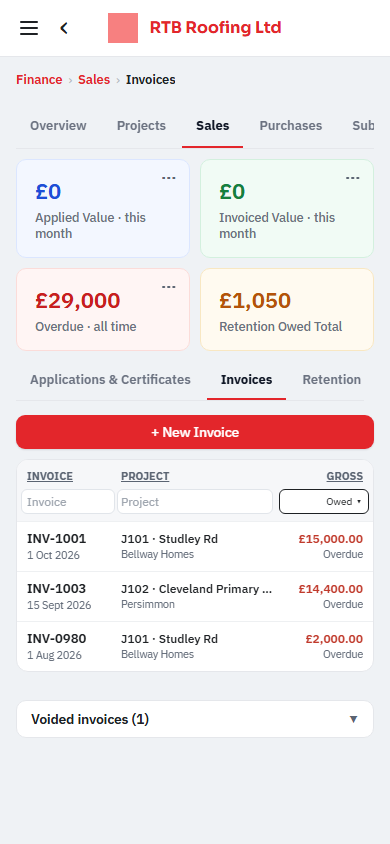 RTB Roofing Ltd
Finance › Sales › Invoices
Overview Projects Sales Purchases Sub
£0
Applied Value · this
month
£0
Invoiced Value · this
month
£29,000
Overdue · all time
£1,050
Retention Owed Total
Applications & Certificates Invoices Retention
+ New Invoice
INVOICE PROJECT GROSS
Invoice Project Owed
INV-1001 J101 · Studley Rd £15,000.00
1 Oct 2026 Bellway Homes Overdue
INV-1003 J102 · Cleveland Primary ... £14,400.00
15 Sept 2026 Persimmon Overdue
INV-0980 J101 · Studley Rd £2,000.00
1 Aug 2026 Bellway Homes Overdue
Voided invoices (1)